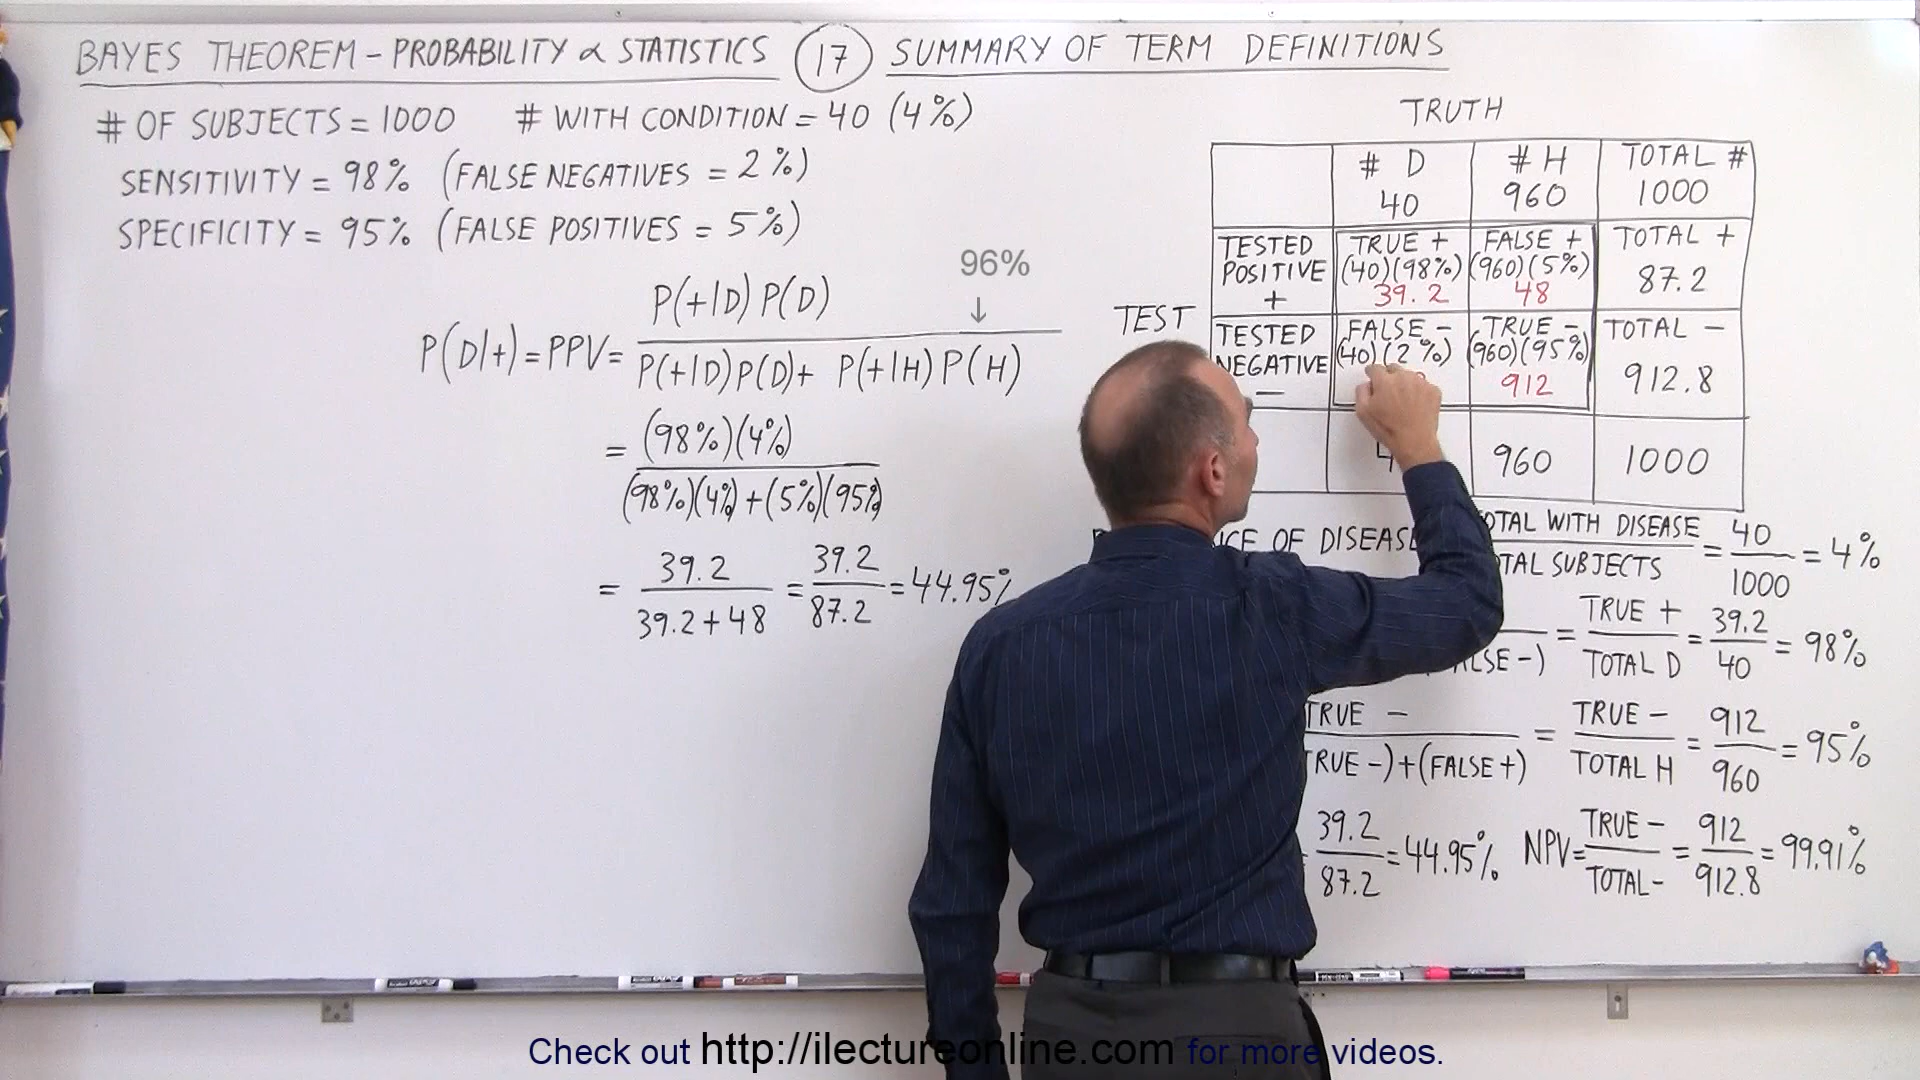 BAYES THEOREM - PROBABILITY & STATISTICS (17) SUMMARY OF TERM DEFINITIONS
# OF SUBJECTS = 1000 # WITH CONDITION = 40 (4%)
SENSITIVITY = 98% (FALSE NEGATIVES = 2%)
SPECIFICITY = 95% (FALSE POSITIVES = 5%)
96%
↓
P(D|+) = PPV = P(+|D) P(D)
P(+|D) P(D) + P(+|H) P(H)
= (98%)(4%)
(98%)(4%) + (5%)(95%)
= 39.2 = 39.2 = 44.95%
39.2 + 48 87.2
TRUTH
# D # H TOTAL #
40 960 1000
TESTED TRUE + FALSE + TOTAL +
POSITIVE (40)(98%) (960)(5%) 87.2
+ 39.2 48
TEST
TESTED FALSE - TRUE - TOTAL -
NEGATIVE (40)(2%) (960)(95%) 912.8
- 912
960 1000
OF DISEASE TOTAL WITH DISEASE = 40 = 4%
TOTAL SUBJECTS 1000
= TRUE + = 39.2 = 98%
FALSE -) TOTAL D 40
TRUE - = TRUE - = 912 = 95%
TRUE -) + (FALSE +) TOTAL H 960
39.2 = 44.95% NPV = TRUE - = 912 = 99.91%
87.2 TOTAL - 912.8
Check out http://ilectureonline.com for more videos.